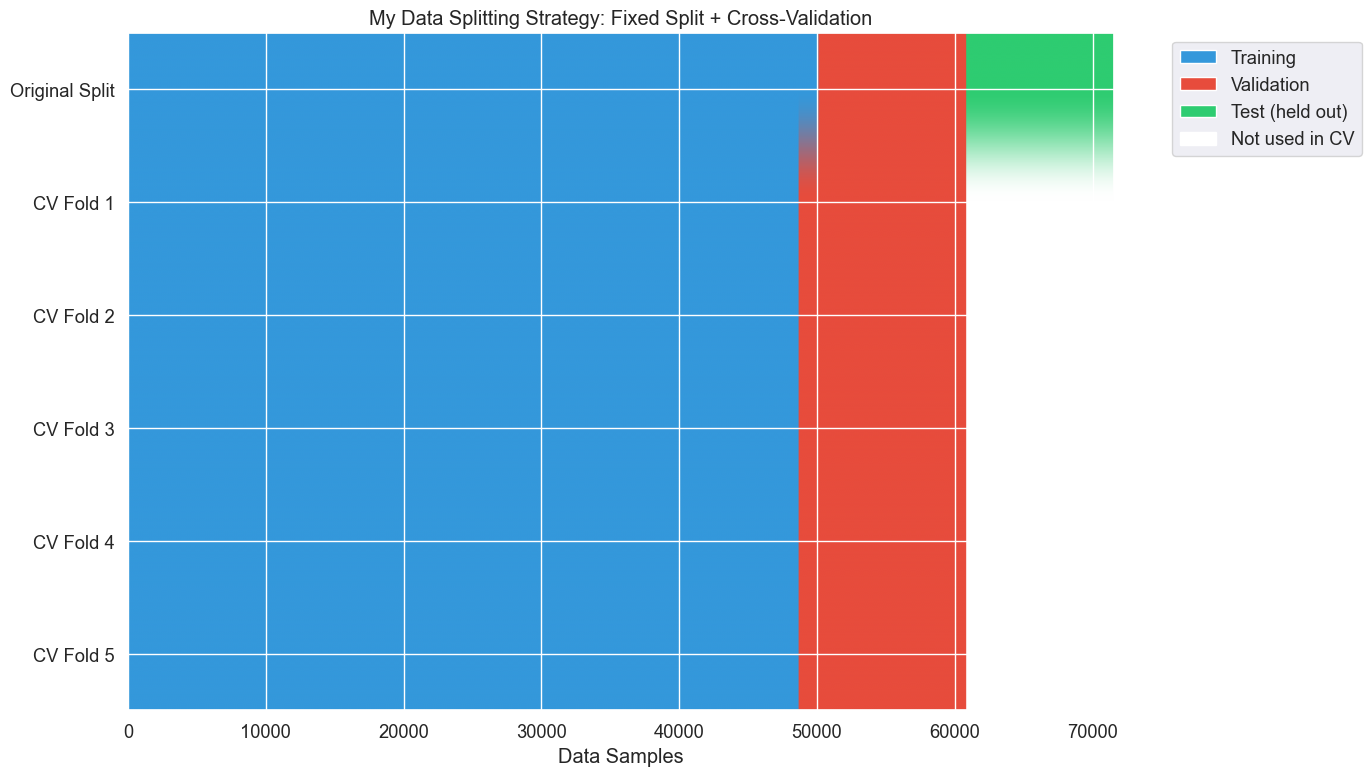 My Data Splitting Strategy: Fixed Split + Cross-Validation
Training
Validation
Test (held out)
Not used in CV
Original Split
CV Fold 1
CV Fold 2
CV Fold 3
CV Fold 4
CV Fold 5
0 10000 20000 30000 40000 50000 60000 70000
Data Samples